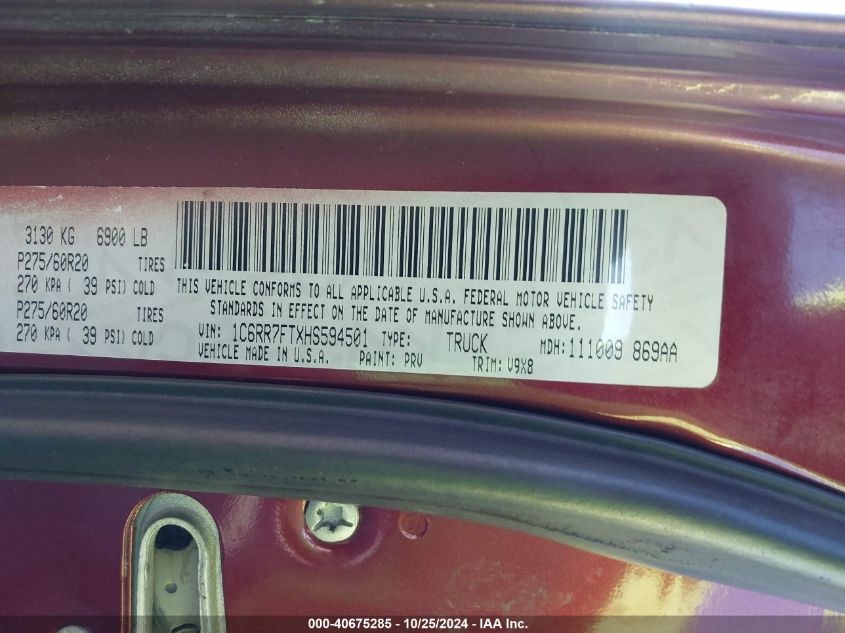 3130 KG 6900 LB
P275/60R20 TIRES
270 KPA ( 39 PSI) COLD
P275/60R20 TIRES
270 KPA ( 39 PSI) COLD
THIS VEHICLE CONFORMS TO ALL APPLICABLE U.S.A. FEDERAL MOTOR VEHICLE SAFETY
STANDARDS IN EFFECT ON THE DATE OF MANUFACTURE SHOWN ABOVE.
VIN: 1C6RR7FTXHS594501 TYPE: TRUCK MDH: 111009 869AA
VEHICLE MADE IN U.S.A. PAINT: PRV TRIM: V9X8
000-40675285 - 10/25/2024 - IAA Inc.